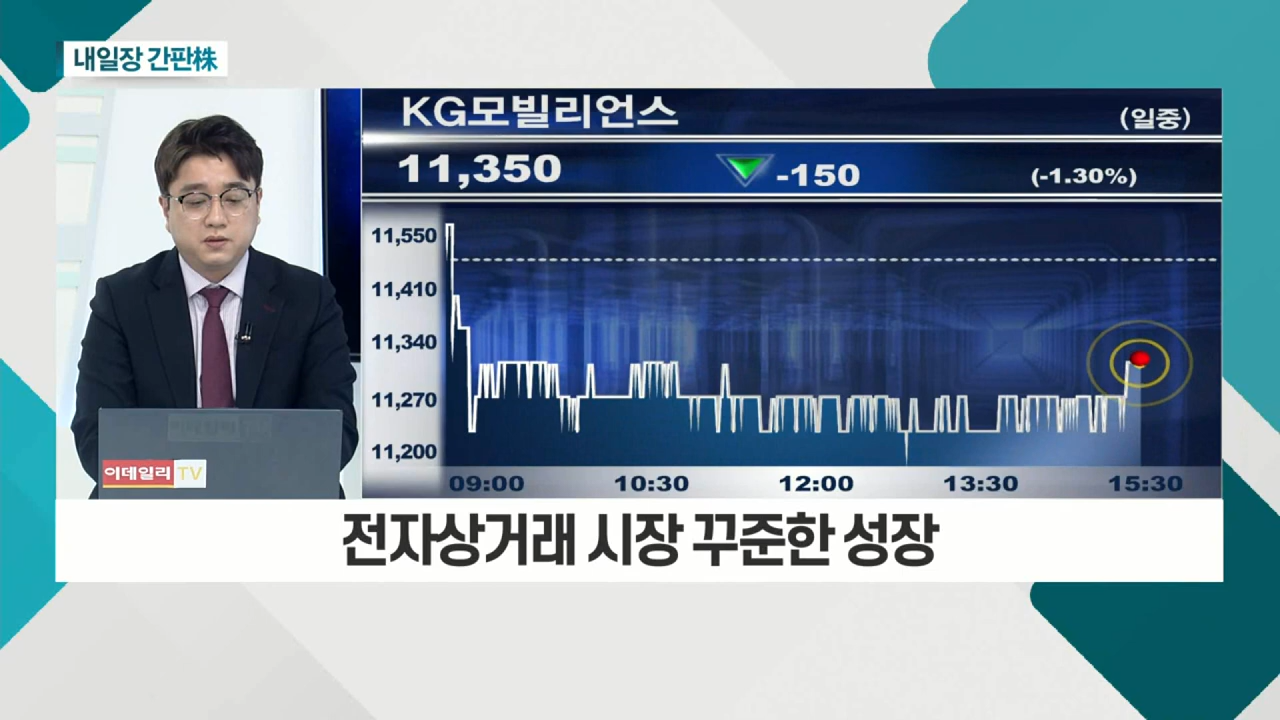 내일장 간판株
KG모빌리언스
(일중)
11,350 -150 (-1.30%)
11,550
11,410
11,340
11,270
11,200
09:00 10:30 12:00 13:30 15:30
이데일리 TV
전자상거래 시장 꾸준한 성장